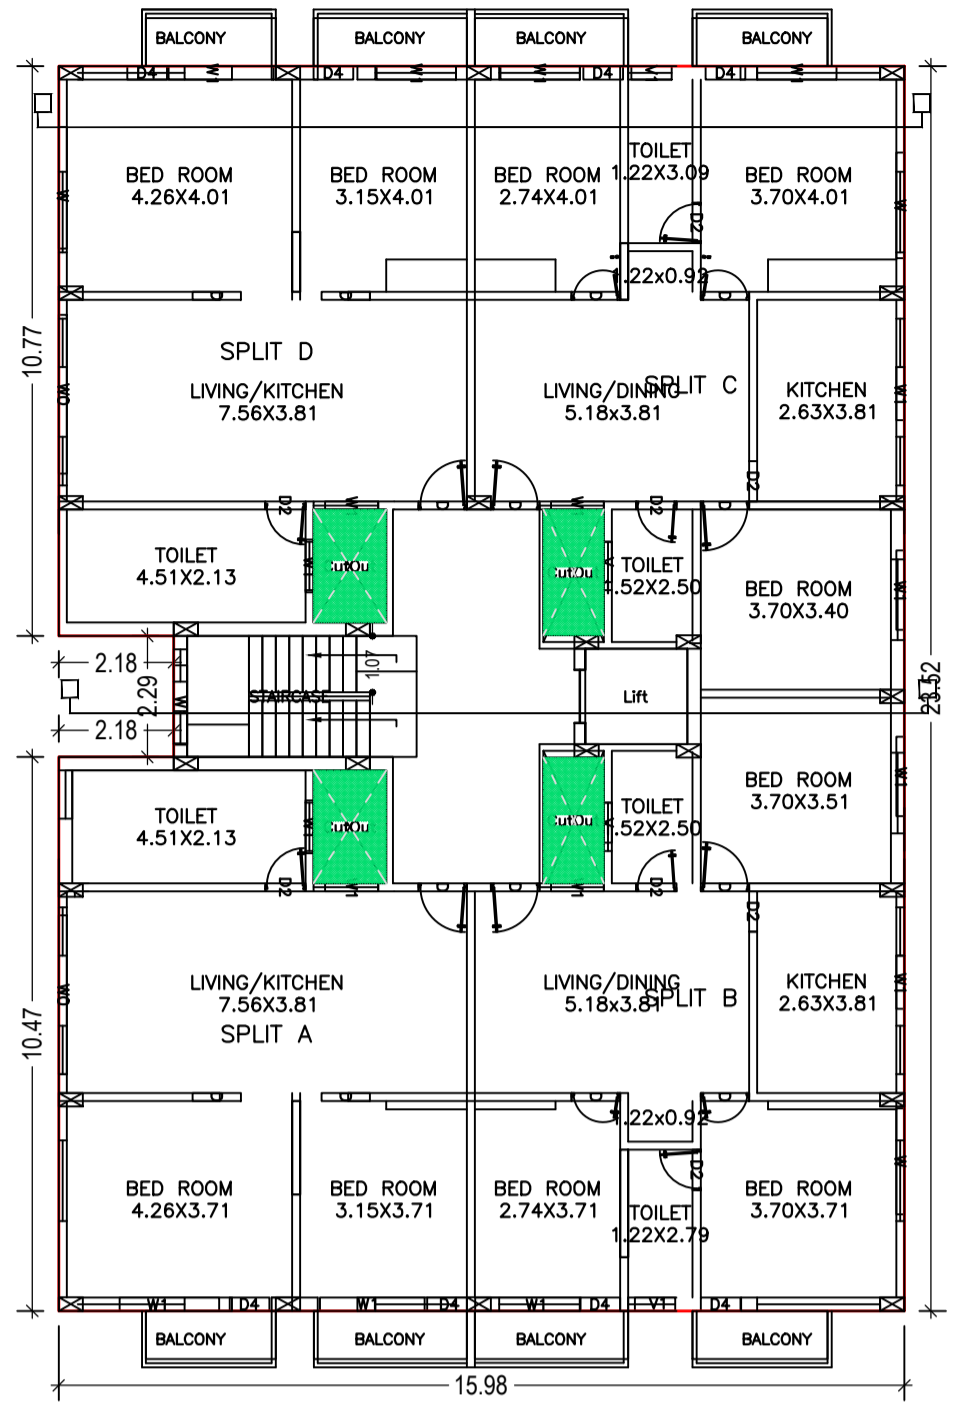 BALCONY
BALCONY
BALCONY
BALCONY
D4
W1
D4
W1
W1
D4
V1
D4
W1
BED ROOM
4.26X4.01
BED ROOM
3.15X4.01
BED ROOM
2.74X4.01
TOILET
1.22X3.09
BED ROOM
3.70X4.01
W
D2
W
1.22x0.92
D
D
D
D
10.77
SPLIT D
LIVING/KITCHEN
7.56X3.81
LIVING/DINING
5.18x3.81
SPLIT C
KITCHEN
2.63X3.81
W1
D2
D2
D
D
D2
D
TOILET
4.51X2.13
TOILET
1.52X2.50
BED ROOM
3.70X3.40
W1
2.18
2.29
2.18
STAIRCASE
1.07
Lift
23.52
TOILET
4.51X2.13
TOILET
1.52X2.50
BED ROOM
3.70X3.51
W1
D2
D
D
W1
D2
D
D2
LIVING/KITCHEN
7.56X3.81
SPLIT A
LIVING/DINING
5.18x3.81
SPLIT B
KITCHEN
2.63X3.81
W1
10.47
D
D
D
D
1.22x0.92
D2
W
BED ROOM
4.26X3.71
BED ROOM
3.15X3.71
BED ROOM
2.74X3.71
TOILET
1.22X2.79
BED ROOM
3.70X3.71
W1
D4
W1
D4
W1
D4
V1
D4
BALCONY
BALCONY
BALCONY
BALCONY
15.98